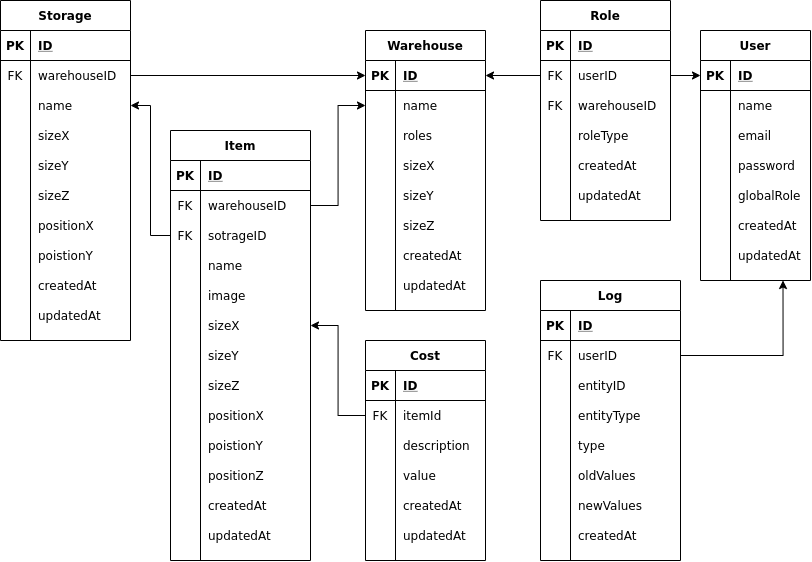 Storage
PK ID
FK warehouseID
name
sizeX
sizeY
sizeZ
positionX
poistionY
createdAt
updatedAt
Item
PK ID
FK warehouseID
FK sotrageID
name
image
sizeX
sizeY
sizeZ
positionX
poistionY
positionZ
createdAt
updatedAt
Warehouse
PK ID
name
roles
sizeX
sizeY
sizeZ
createdAt
updatedAt
Cost
PK ID
FK itemId
description
value
createdAt
updatedAt
Role
PK ID
FK userID
FK warehouseID
roleType
createdAt
updatedAt
User
PK ID
name
email
password
globalRole
createdAt
updatedAt
Log
PK ID
FK userID
entityID
entityType
type
oldValues
newValues
createdAt